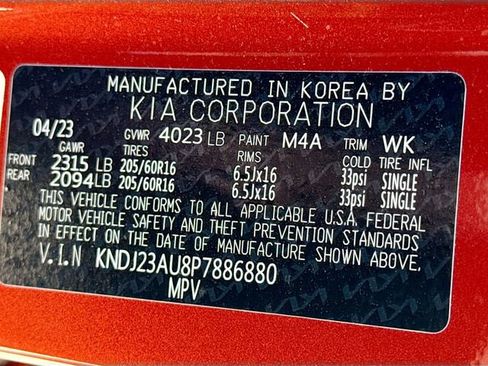 MANUFACTURED IN KOREA BY
KIA CORPORATION
04/23 GVWR 4023 LB PAINT M4A TRIM WK
GAWR TIRES RIMS COLD TIRE INFL
FRONT 2315 LB 205/60R16 6.5Jx16 33psi SINGLE
REAR 2094LB 205/60R16 6.5Jx16 33psi SINGLE
THIS VEHICLE CONFORMS TO ALL APPLICABLE U.S.A. FEDERAL
MOTOR VEHICLE SAFETY AND THEFT PREVENTION STANDARDS
IN EFFECT ON THE DATE OF MANUFACTURE SHOWN ABOVE.
V.I.N KNDJ23AU8P7886880
MPV